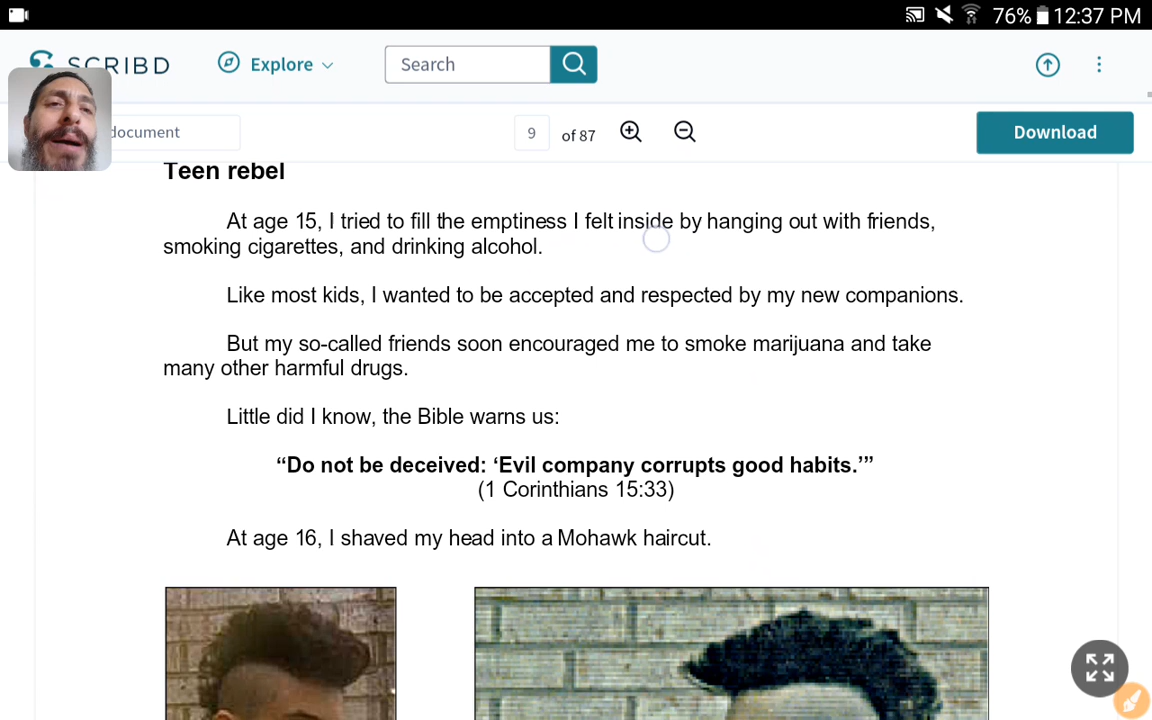 76% 12:37 PM
SCRIBD Explore Search
document 9 of 87 Download
Teen rebel
At age 15, I tried to fill the emptiness I felt inside by hanging out with friends,
smoking cigarettes, and drinking alcohol.
Like most kids, I wanted to be accepted and respected by my new companions.
But my so-called friends soon encouraged me to smoke marijuana and take
many other harmful drugs.
Little did I know, the Bible warns us:
“Do not be deceived: ‘Evil company corrupts good habits.’”
(1 Corinthians 15:33)
At age 16, I shaved my head into a Mohawk haircut.